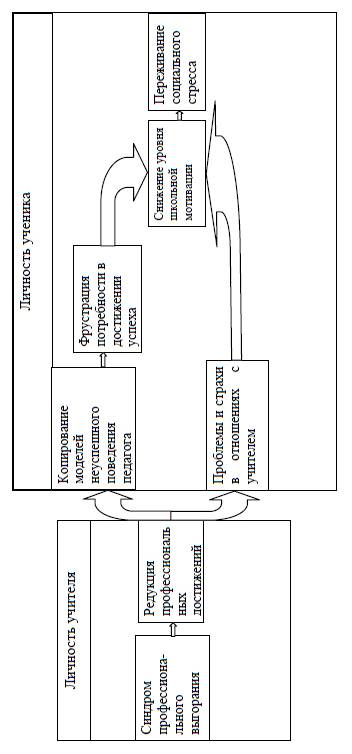 Личность учителя
Синдром
профессиона-
льного
выгорания
Редукция
профессиональ
ных
достижений
Личность ученика
Копирование
моделей
неуспешного
поведения
педагога
Фрустрация
потребности в
достижении
успеха
Проблемы и страхи
в отношениях с
учителем
Снижение уровня
школьной
мотивации
Переживание
социального
стресса